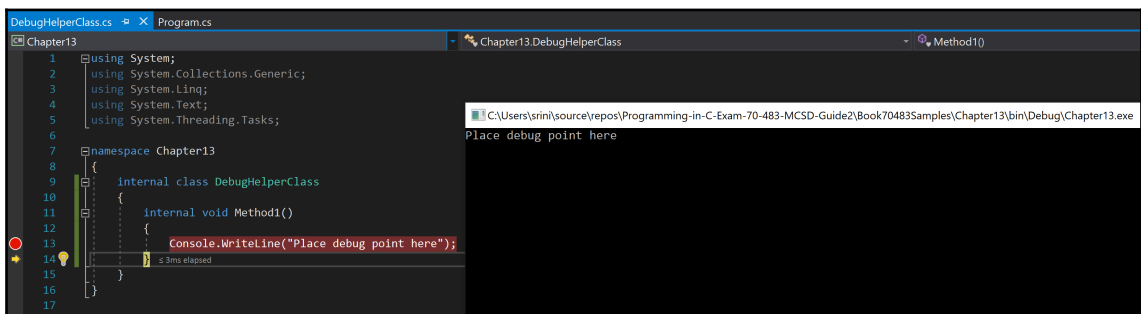 DebugHelperClass.cs Program.cs
Chapter13 Chapter13.DebugHelperClass Method1()
1 using System;
2 using System.Collections.Generic;
3 using System.Linq;
4 using System.Text;
5 using System.Threading.Tasks;
6
7 namespace Chapter13
8 {
9 internal class DebugHelperClass
10 {
11 internal void Method1()
12 {
13 Console.WriteLine("Place debug point here");
14 } ≤ 3ms elapsed
15 }
16 }
17
C:\Users\srini\source\repos\Programming-in-C-Exam-70-483-MCSD-Guide2\Book70483Samples\Chapter13\bin\Debug\Chapter13.exe
Place debug point here